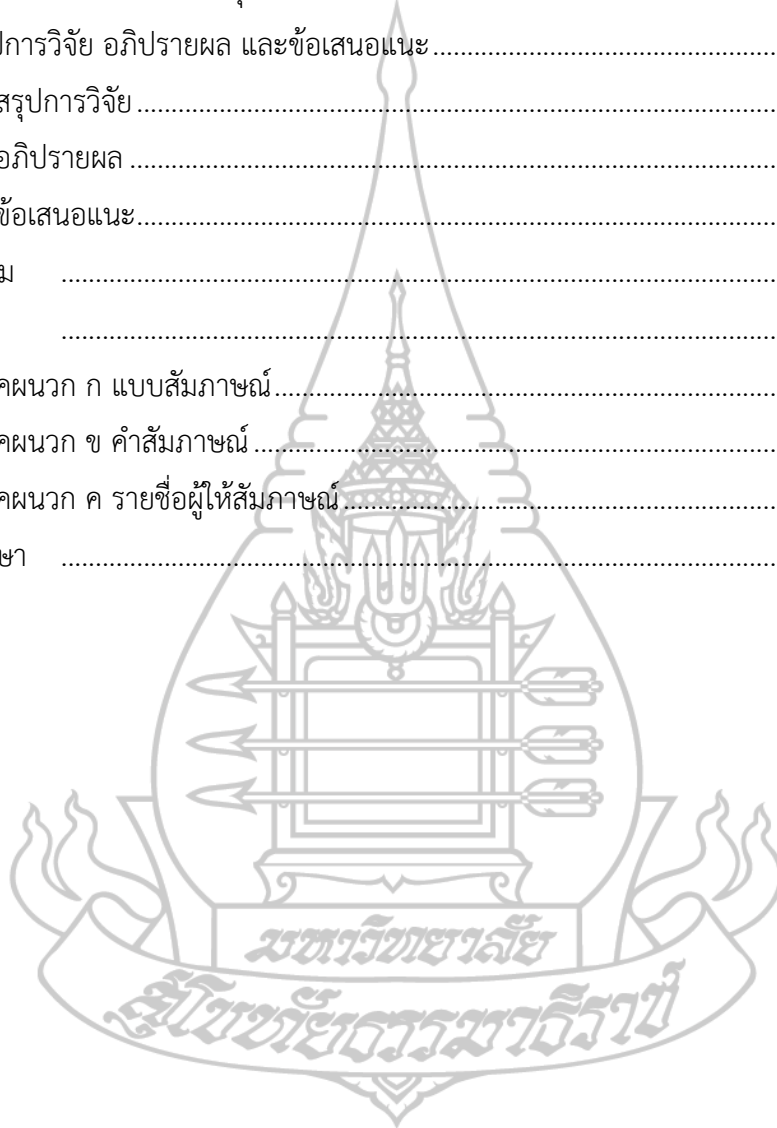 ปการวิจัย อภิปรายผล และข้อเสนอแนะ
สรุปการวิจัย
อภิปรายผล
ข้อเสนอแนะ
ม
คผนวก ก แบบสัมภาษณ์
คผนวก ข คำสัมภาษณ์
คผนวก ค รายชื่อผู้ให้สัมภาษณ์
ษา
มหาวิทยาลัย
สุโขทัยธรรมาธิราช